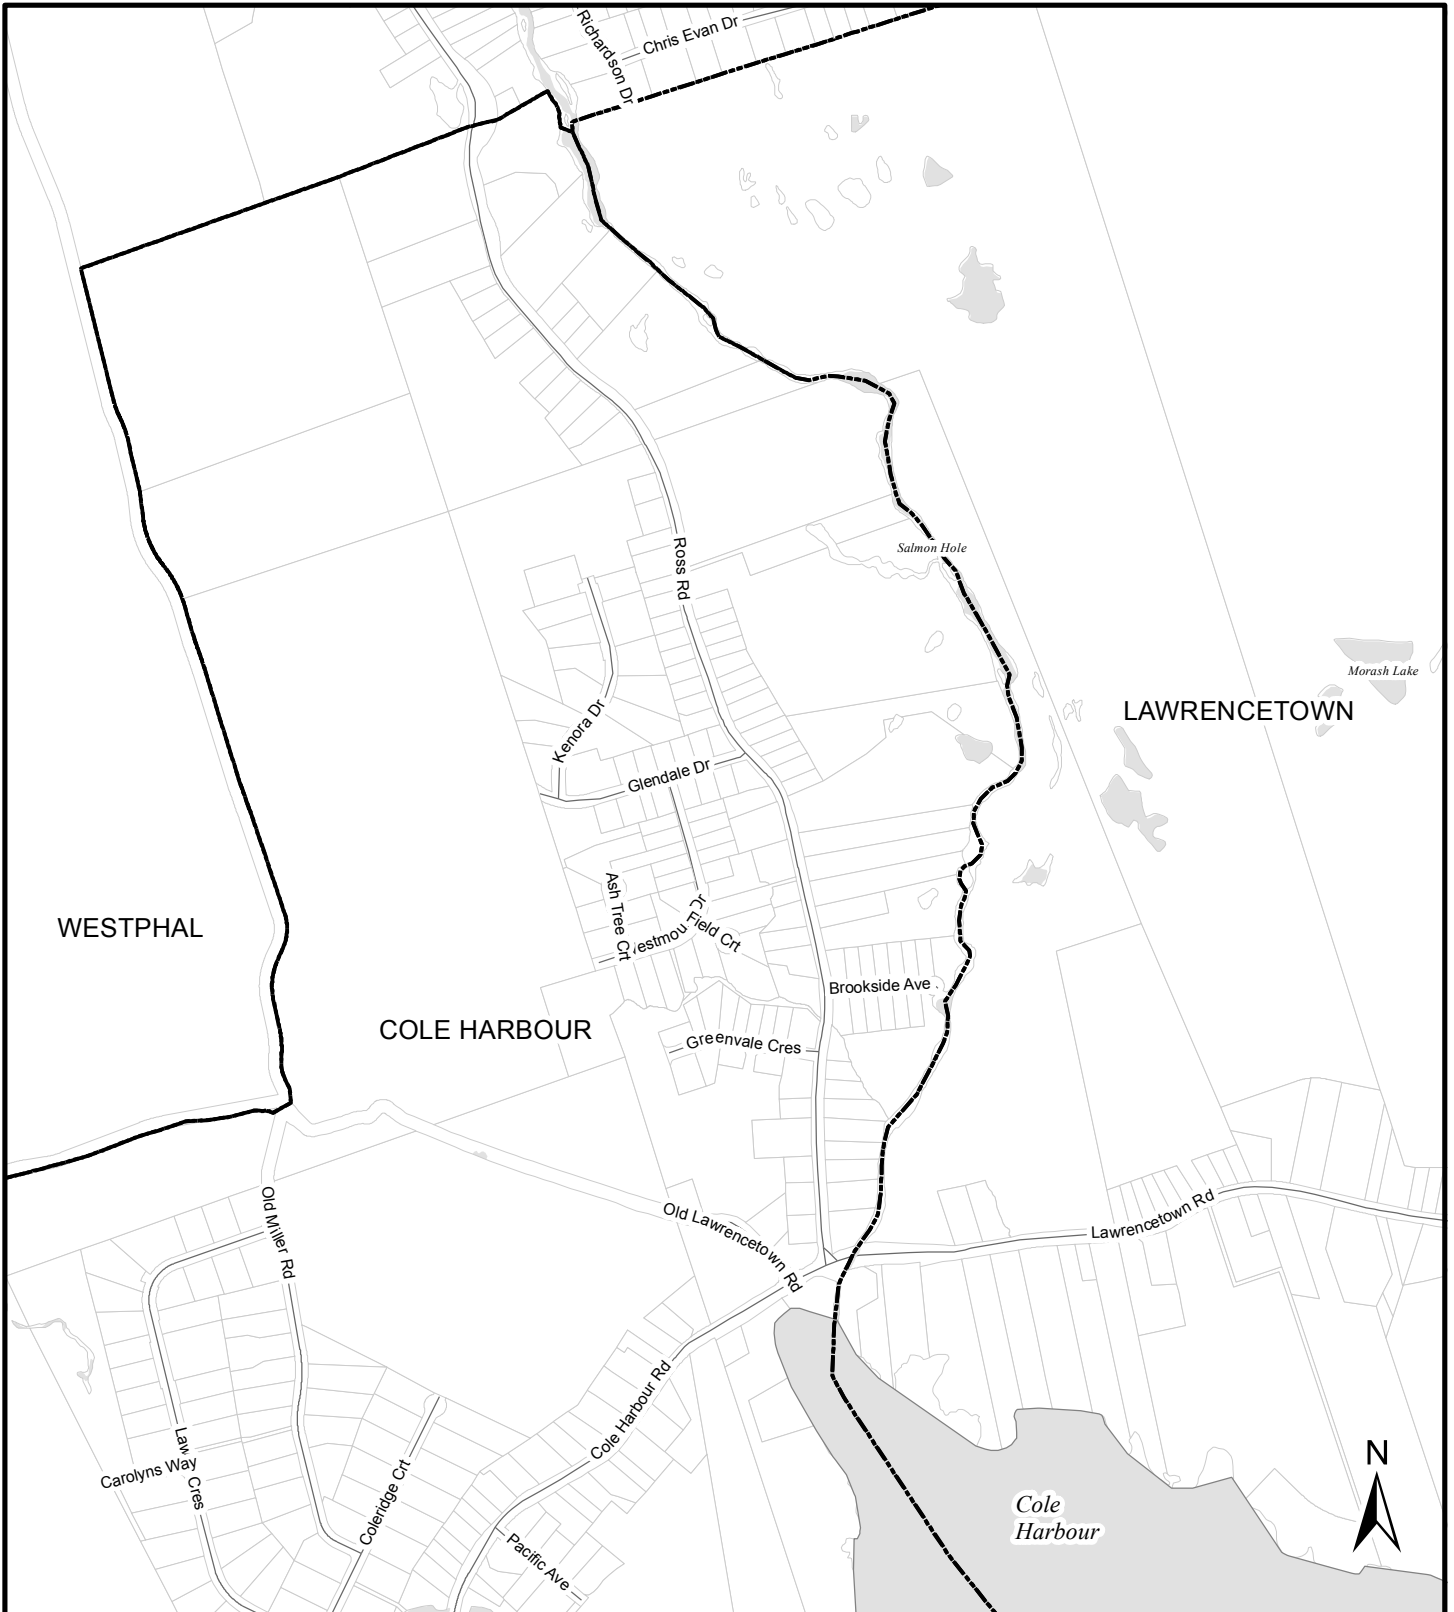 Richardson Dr
Chris Evan Dr
Ross Rd
Salmon Hole
Morash Lake
LAWRENCETOWN
Kenora Dr
Glendale Dr
Ash Tree Crt
Dr
Field Crt
WESTPHAL
Brookside Ave
COLE HARBOUR
Greenvale Cres
Old Miller Rd
Old Lawrencetown Rd
Lawrencetown Rd
Cole Harbour Rd
Law
Cres
Carolyns Way
Coleridge Crt
Pacific Ave
Cole
Harbour
N